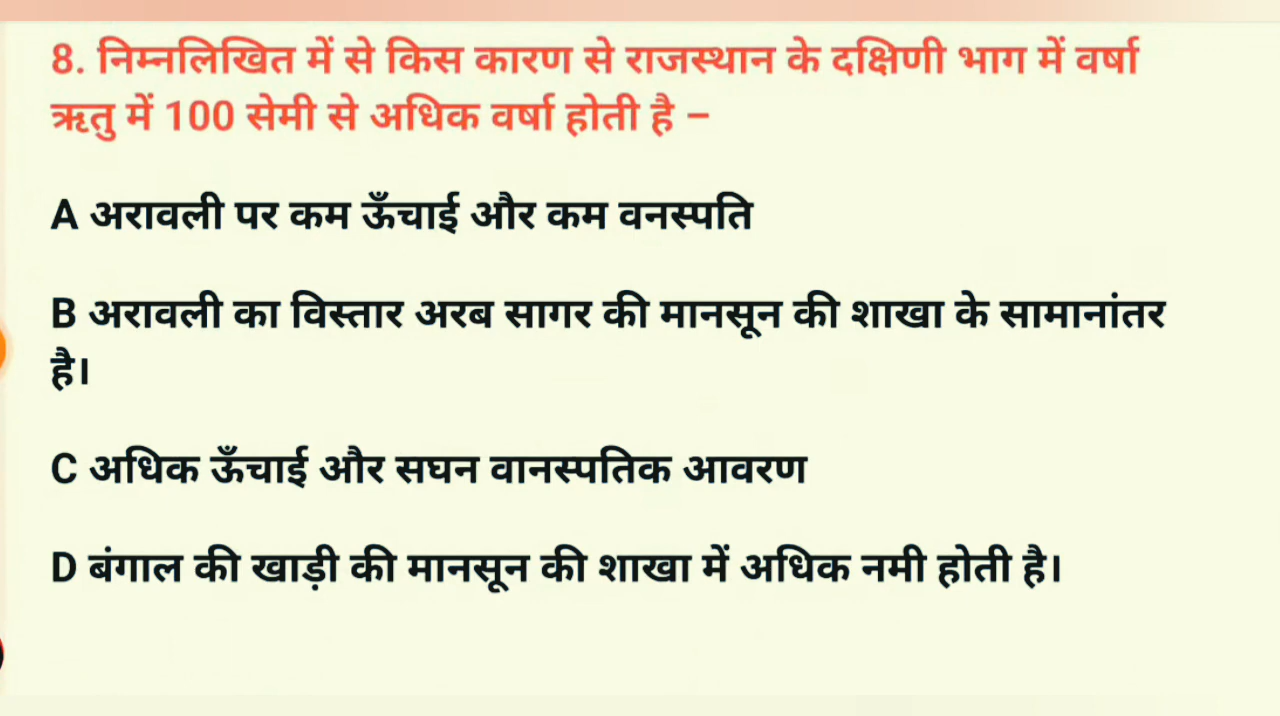 8. निम्नलिखित में से किस कारण से राजस्थान के दक्षिणी भाग में वर्षा
ऋतु में 100 सेमी से अधिक वर्षा होती है –
A अरावली पर कम ऊँचाई और कम वनस्पति
B अरावली का विस्तार अरब सागर की मानसून की शाखा के सामानांतर
है।
C अधिक ऊँचाई और सघन वानस्पतिक आवरण
D बंगाल की खाड़ी की मानसून की शाखा में अधिक नमी होती है।